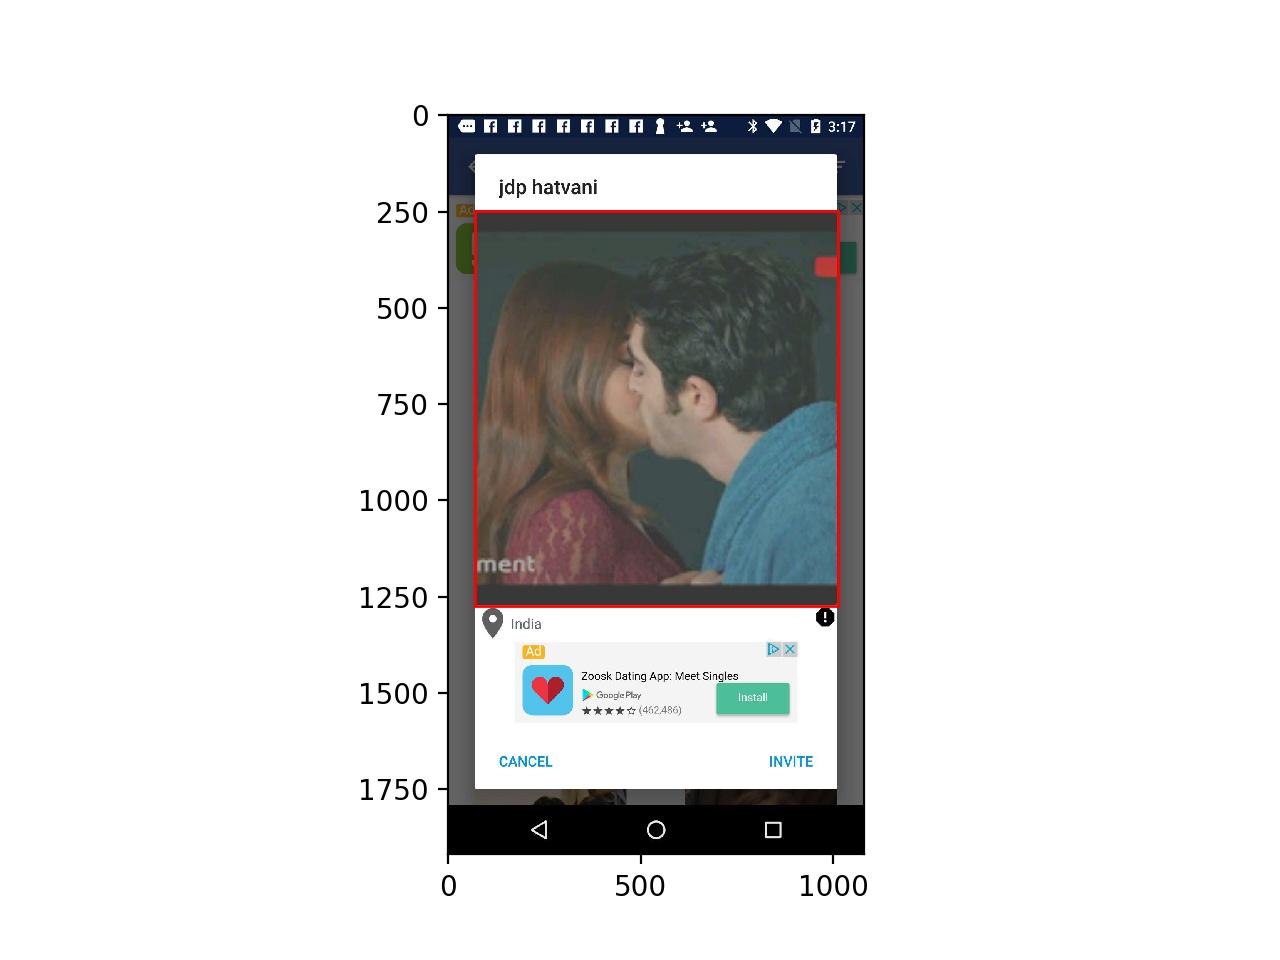 0
250
500
750
1000
1250
1500
1750
3:17
jdp hatvani
Ad
ment
India
Ad
Zoosk Dating App: Meet Singles
Google Play
(462,486)
Install
CANCEL
INVITE
0
500
1000